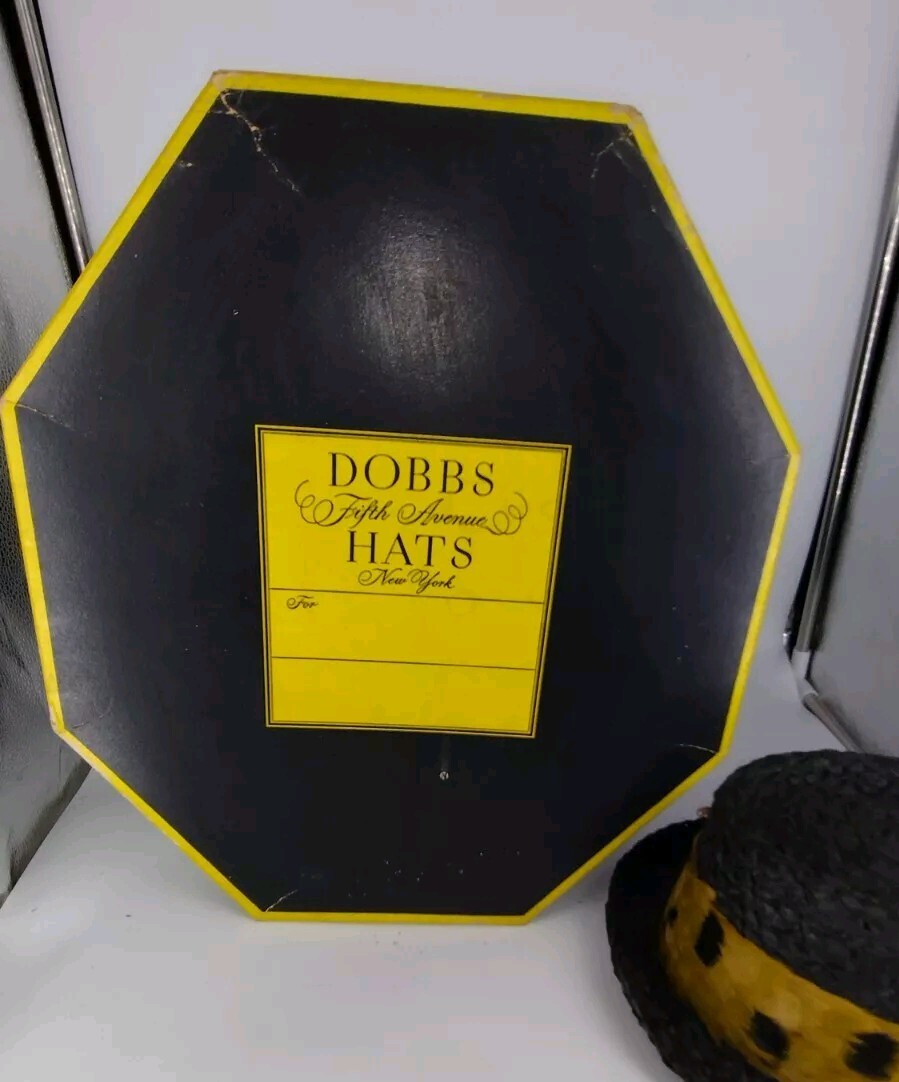 DOBBS
Fifth Avenue
HATS
New York
For